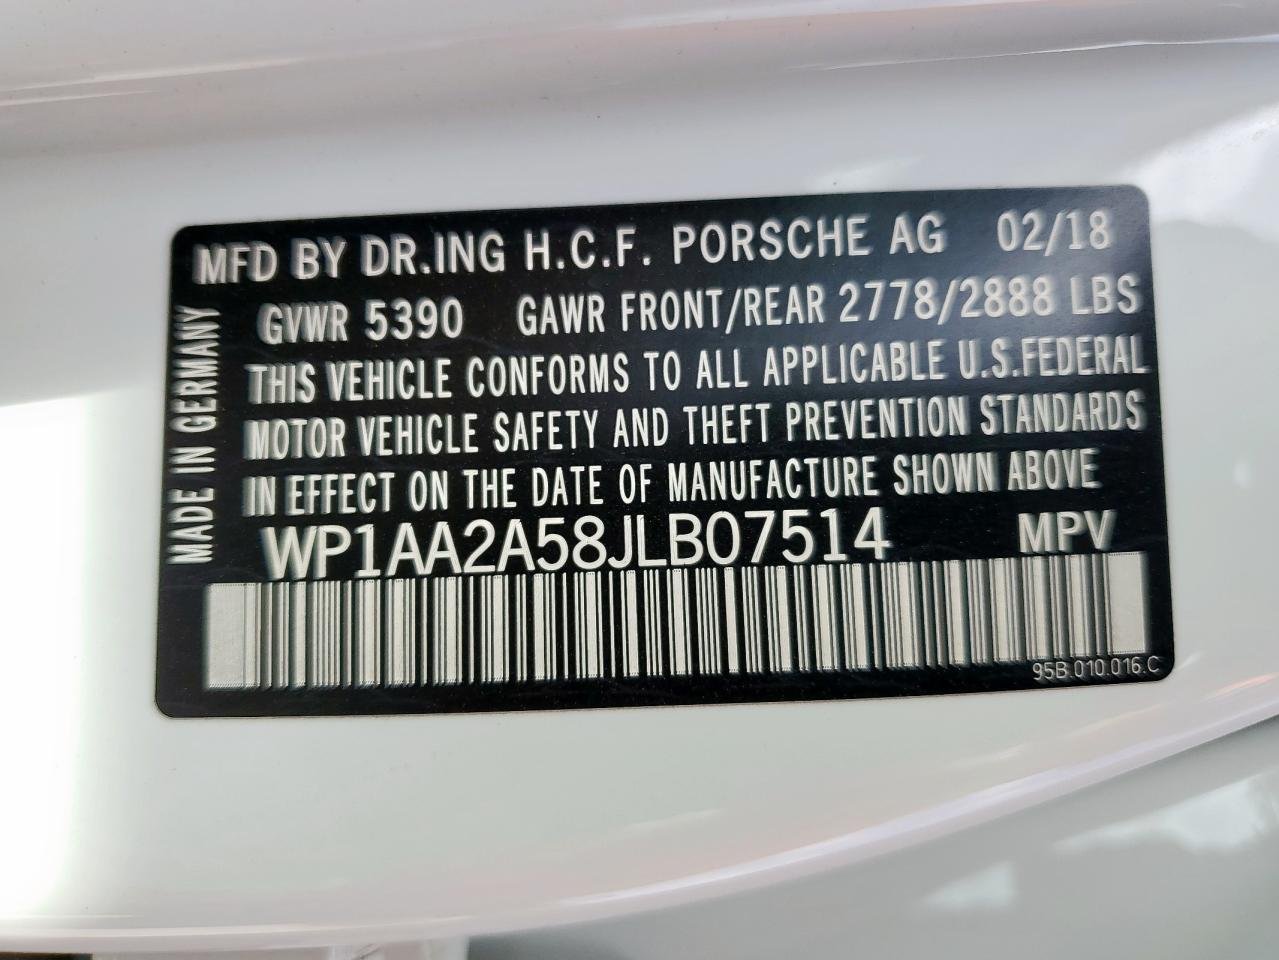 MFD BY DR.ING H.C.F. PORSCHE AG 02/18
GVWR 5390 GAWR FRONT/REAR 2778/2888 LBS
THIS VEHICLE CONFORMS TO ALL APPLICABLE U.S.FEDERAL
MOTOR VEHICLE SAFETY AND THEFT PREVENTION STANDARDS
IN EFFECT ON THE DATE OF MANUFACTURE SHOWN ABOVE
WP1AA2A58JLB07514 MPV
95B.010.016.C
MADE IN GERMANY